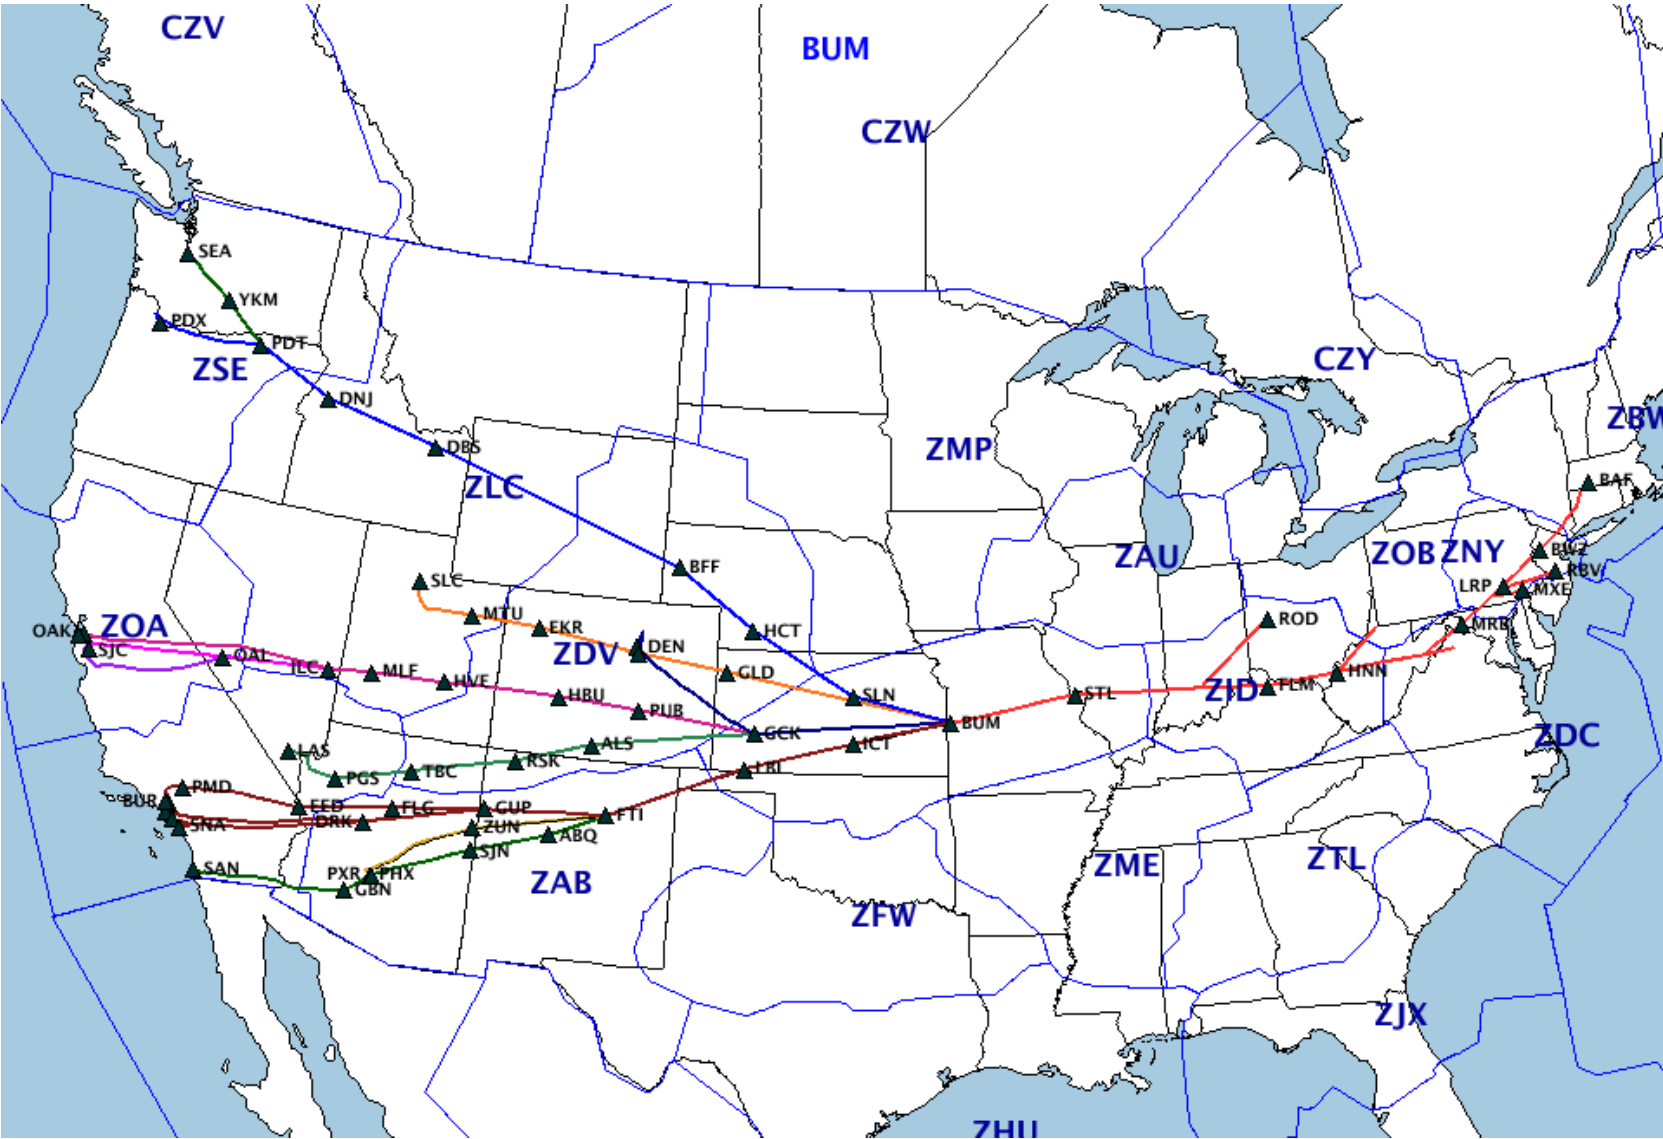 CZV
BUM
CZW
SEA
YKM
PDX
PDT
ZSE
CZY
DNJ
ZBW
DBS
ZMP
ZLC
BAF
ZAU
ZOB
ZNY
BWZ
BFF
RBV
SLC
LRP
MXE
MTU
ROD
EKR
HCT
MRB
OAK
ZOA
SJC
OAL
ZDV
DEN
ILC
MLF
GLD
HNN
HVE
ZID
FLM
HBU
SLN
STL
PUB
BUM
GCK
ZDC
LAS
ALS
ICT
PGS
TBC
RSK
LBL
PMD
BUR
EED
FLG
GUP
FTI
SNA
DRK
ZUN
ABQ
SJN
ZME
ZTL
SAN
PXR
PHX
GBN
ZAB
ZFW
ZJX
ZHU